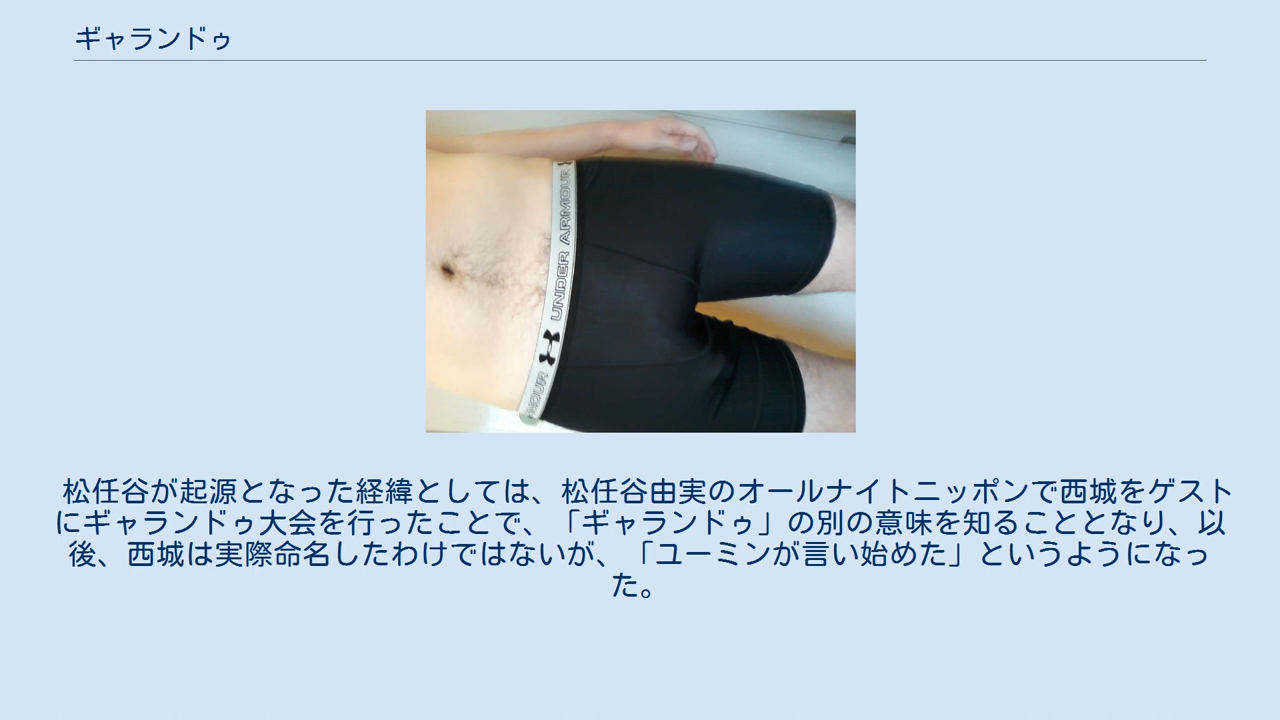 ギャランドゥ
UNDER ARMOUR
ARMOUR
松任谷が起源となった経緯としては、松任谷由実のオールナイトニッポンで西城をゲスト
にギャランドゥ大会を行ったことで、「ギャランドゥ」の別の意味を知ることとなり、以
後、西城は実際命名したわけではないが、「ユーミンが言い始めた」というようになっ
た。